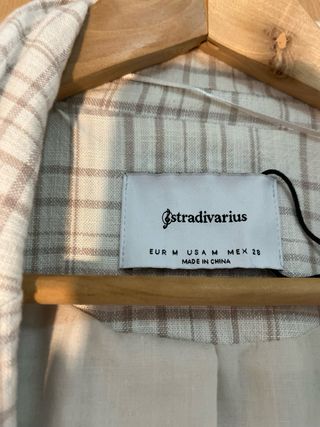 stradivarius
EUR M USA M MEX 28
MADE IN CHINA